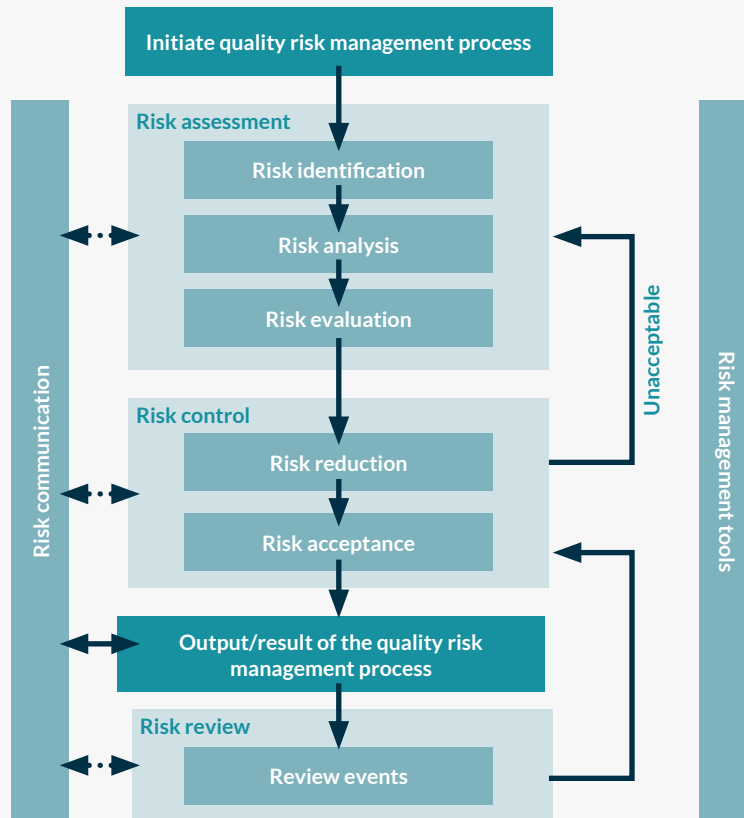 Initiate quality risk management process
Risk assessment
Risk identification
Risk analysis
Risk evaluation
Unacceptable
Risk control
Risk reduction
Risk acceptance
Output/result of the quality risk
management process
Risk review
Review events
Risk communication
Risk management tools